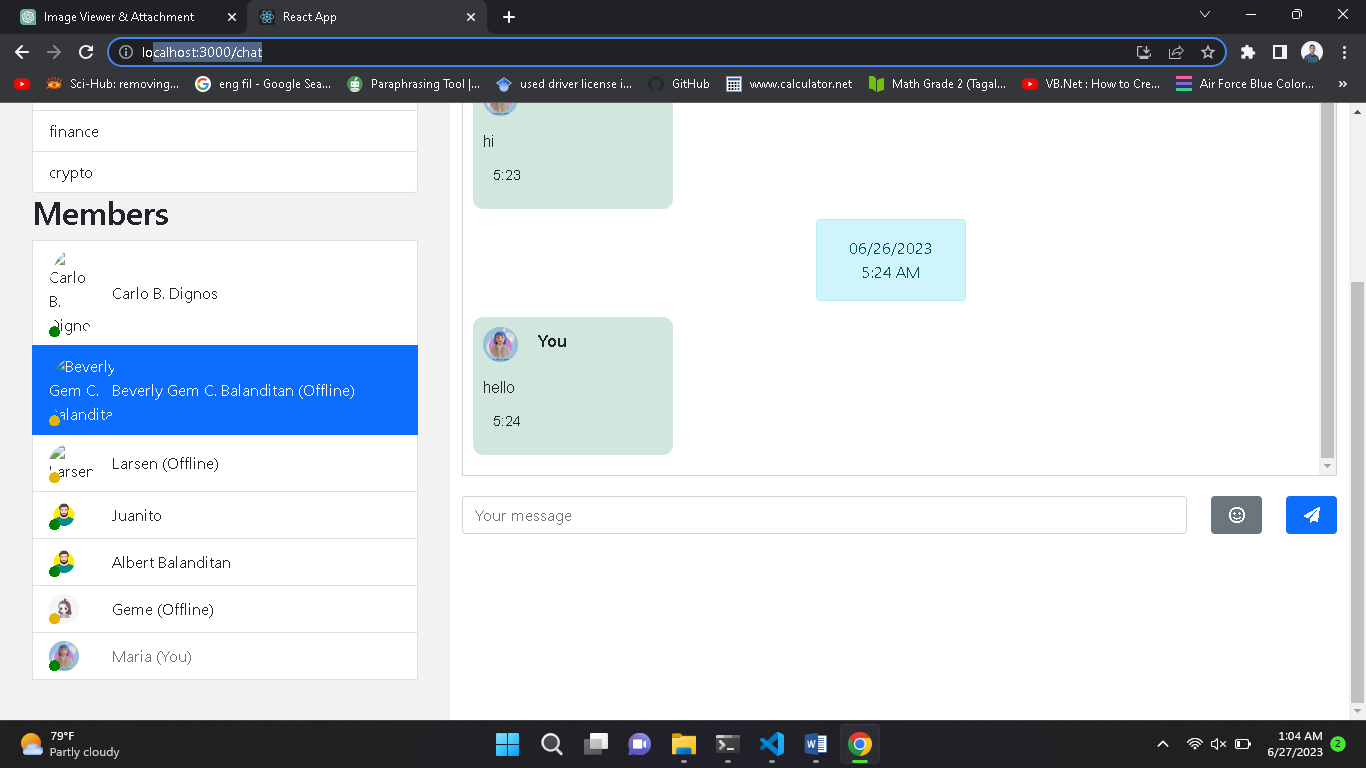 Image Viewer & Attachment
React App
localhost:3000/chat
Sci-Hub: removing...
eng fil - Google Sea...
Paraphrasing Tool |...
used driver license i...
GitHub
www.calculator.net
Math Grade 2 (Tagal...
VB.Net : How to Cre...
Air Force Blue Color...
»
finance
crypto
Members
Carlo
B.
Digno
Carlo B. Dignos
Beverly
Gem C.
Balandita
Beverly Gem C. Balanditan (Offline)
Larsen
Larsen (Offline)
Juanito
Albert Balanditan
Geme (Offline)
Maria (You)
hi
5:23
06/26/2023
5:24 AM
You
hello
5:24
Your message
79°F
Partly cloudy
1:04 AM
6/27/2023
2